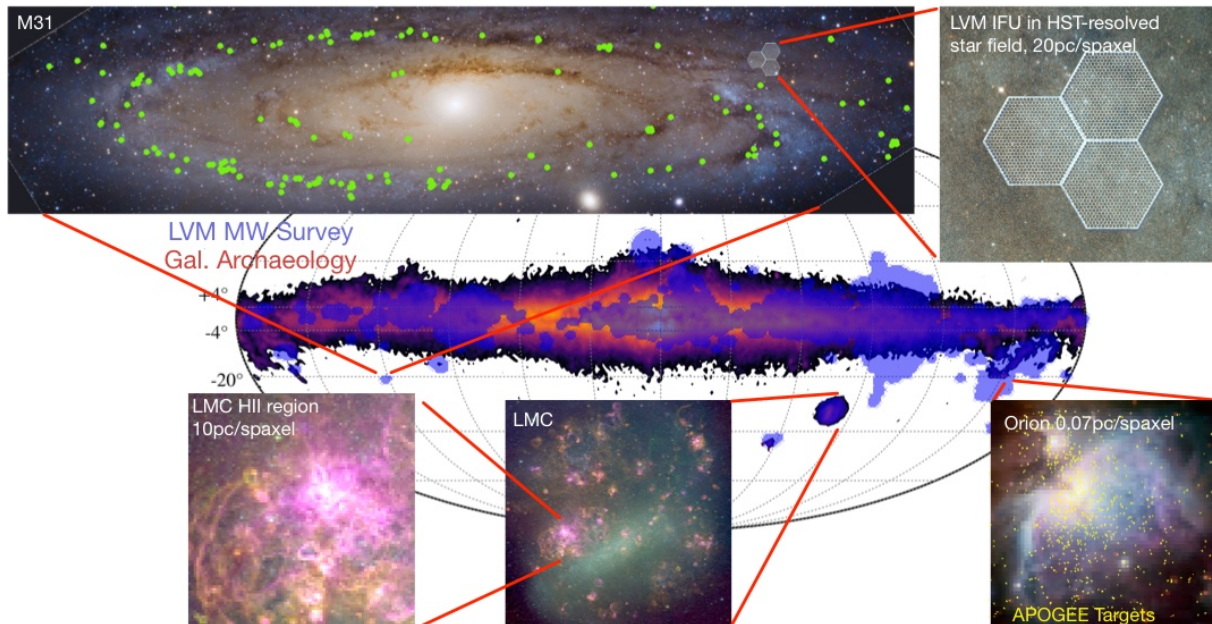 M31
LVM IFU in HST-resolved
star field, 20pc/spaxel
LVM MW Survey
Gal. Archaeology
+4°
-4°
-20°
LMC HII region
10pc/spaxel
LMC
Orion 0.07pc/spaxel
APOGEE Targets